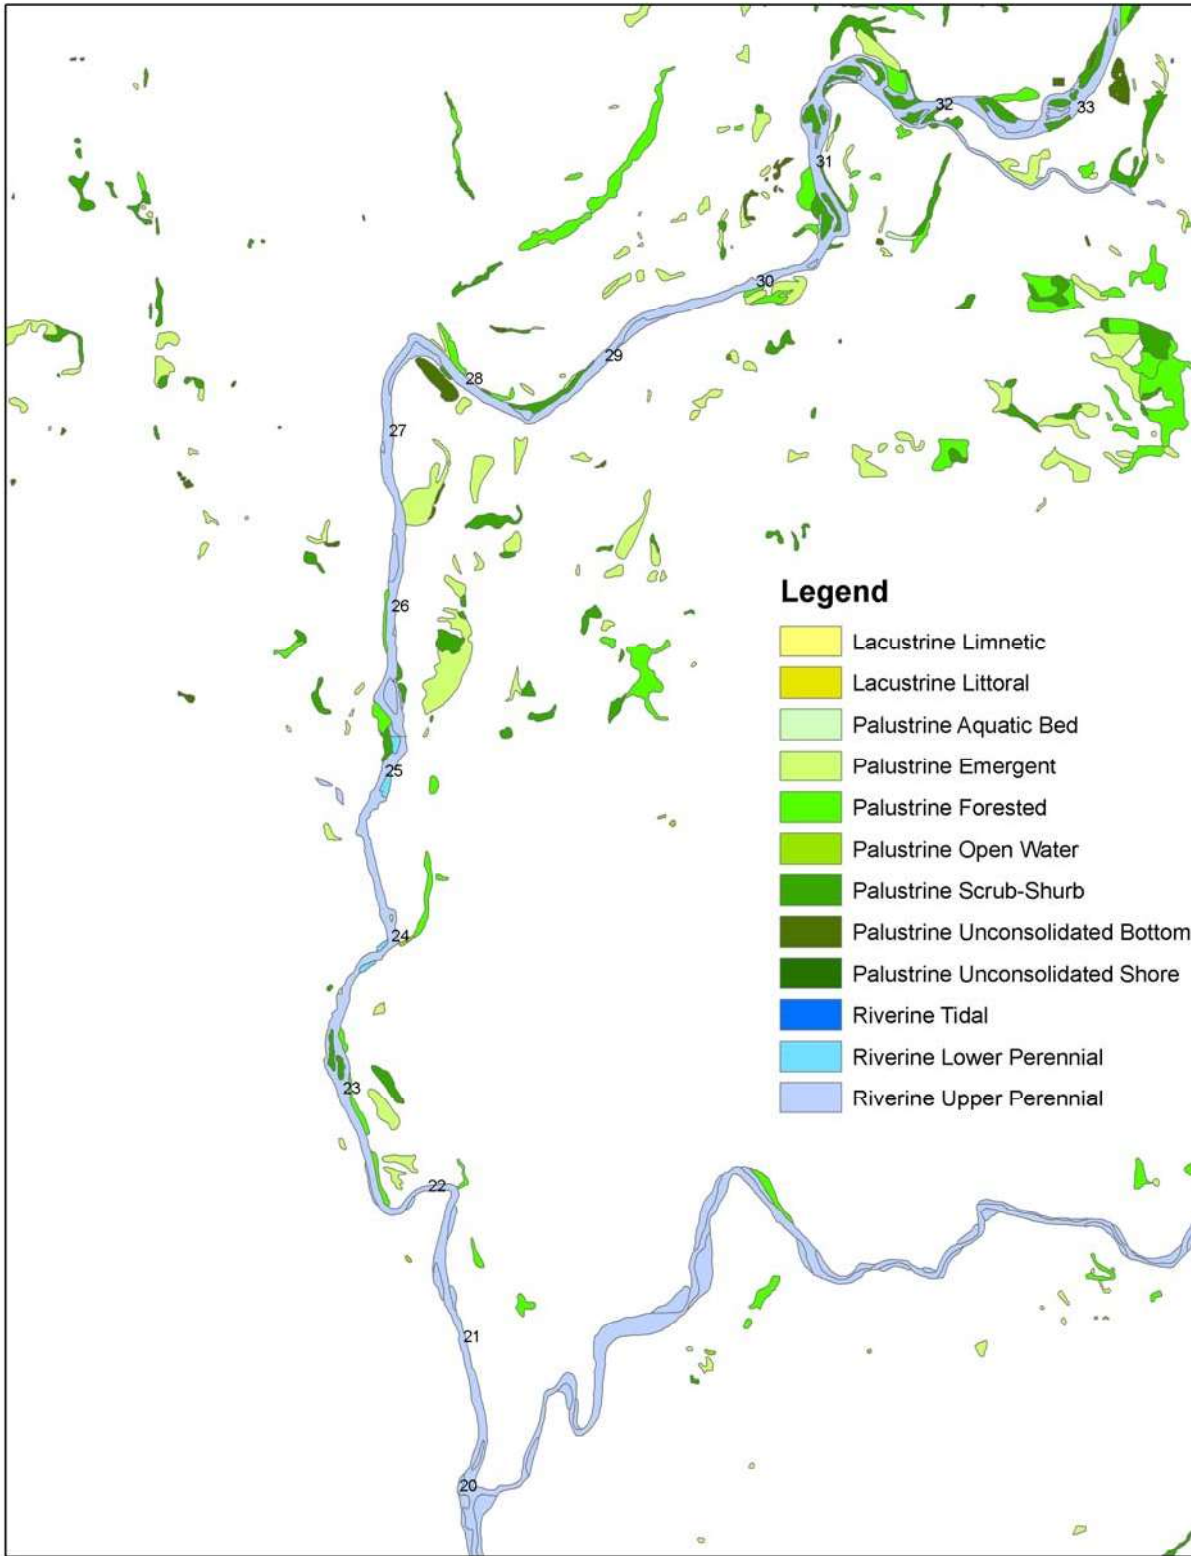 32
33
31
30
29
28
27
26
25
24
23
22
21
20
Legend
Lacustrine Limnetic
Lacustrine Littoral
Palustrine Aquatic Bed
Palustrine Emergent
Palustrine Forested
Palustrine Open Water
Palustrine Scrub-Shurb
Palustrine Unconsolidated Bottom
Palustrine Unconsolidated Shore
Riverine Tidal
Riverine Lower Perennial
Riverine Upper Perennial